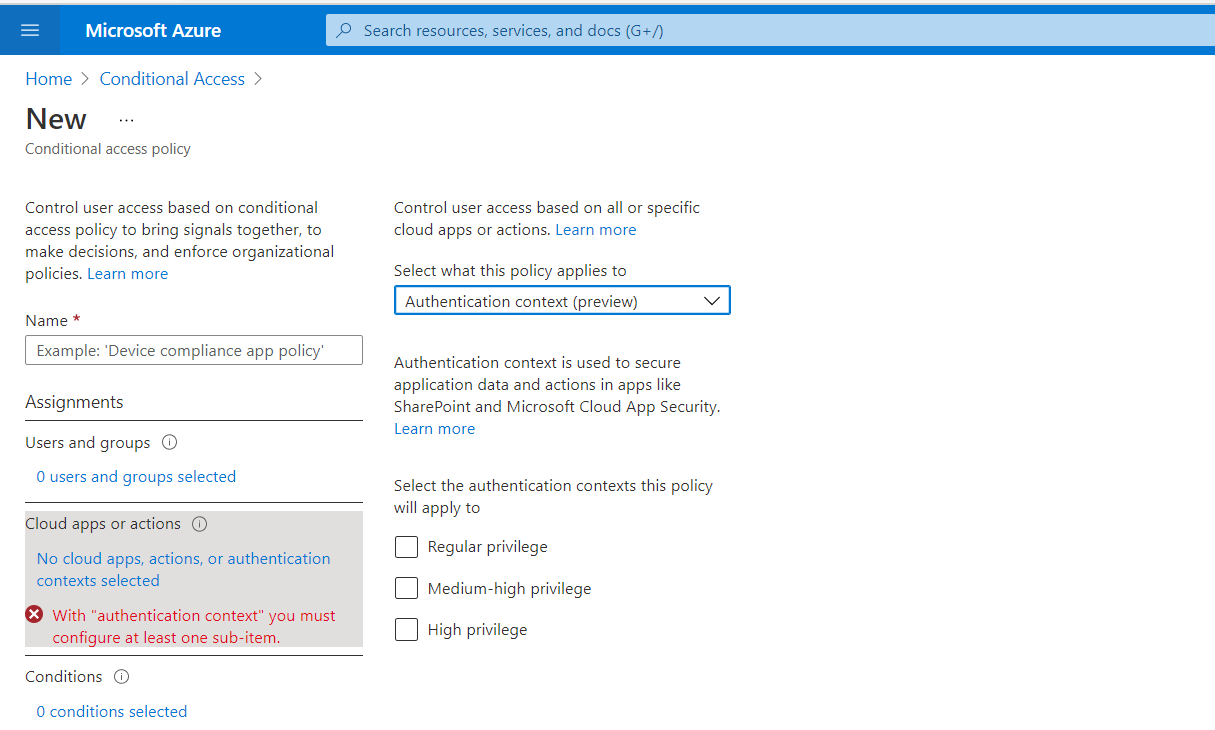 Microsoft Azure
Search resources, services, and docs (G+/)
Home > Conditional Access >
New ...
Conditional access policy
Control user access based on conditional
access policy to bring signals together, to
make decisions, and enforce organizational
policies. Learn more
Name *
Example: 'Device compliance app policy'
Assignments
Users and groups
0 users and groups selected
Cloud apps or actions
No cloud apps, actions, or authentication
contexts selected
With "authentication context" you must
configure at least one sub-item.
Conditions
0 conditions selected
Control user access based on all or specific
cloud apps or actions. Learn more
Select what this policy applies to
Authentication context (preview)
Authentication context is used to secure
application data and actions in apps like
SharePoint and Microsoft Cloud App Security.
Learn more
Select the authentication contexts this policy
will apply to
Regular privilege
Medium-high privilege
High privilege